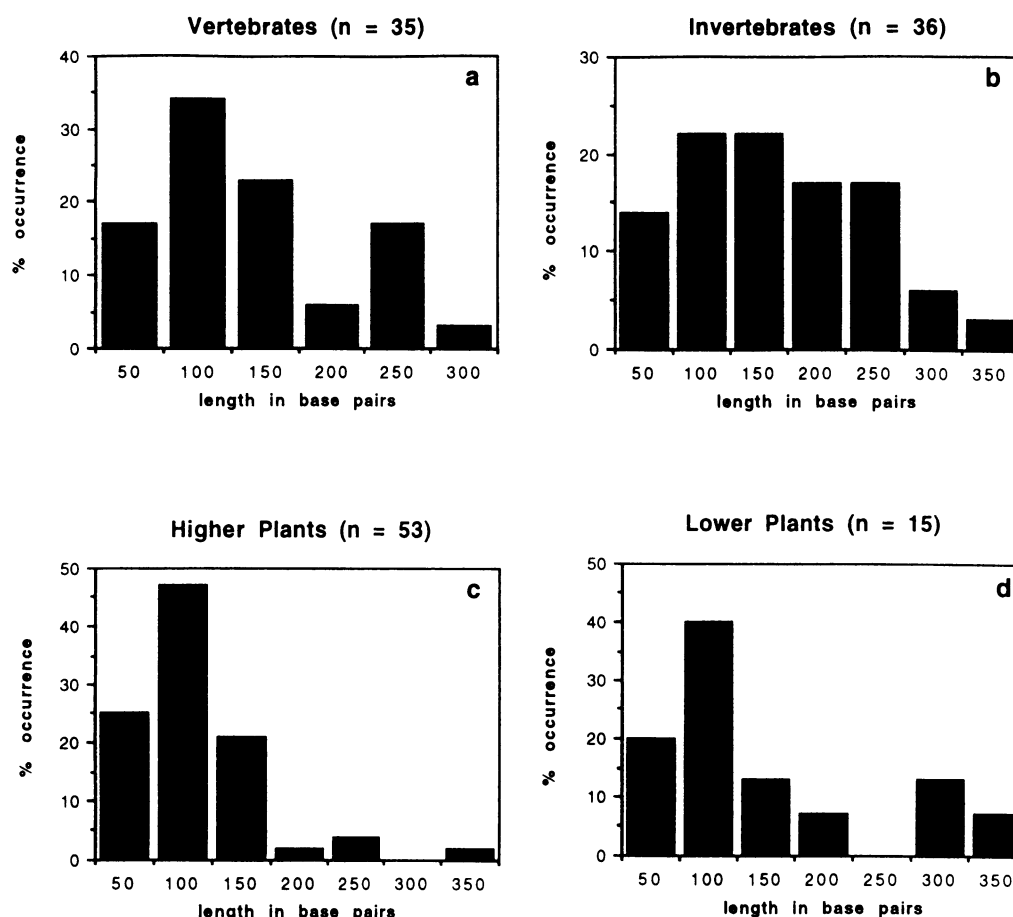 Vertebrates (n = 35)
a
40
30
20
10
0
% occurrence
50 100 150 200 250 300
length in base pairs
Invertebrates (n = 36)
b
30
20
10
0
% occurrence
50 100 150 200 250 300 350
length in base pairs
Higher Plants (n = 53)
c
50
40
30
20
10
0
% occurrence
50 100 150 200 250 300 350
length in base pairs
Lower Plants (n = 15)
d
50
40
30
20
10
0
% occurrence
50 100 150 200 250 300 350
length in base pairs